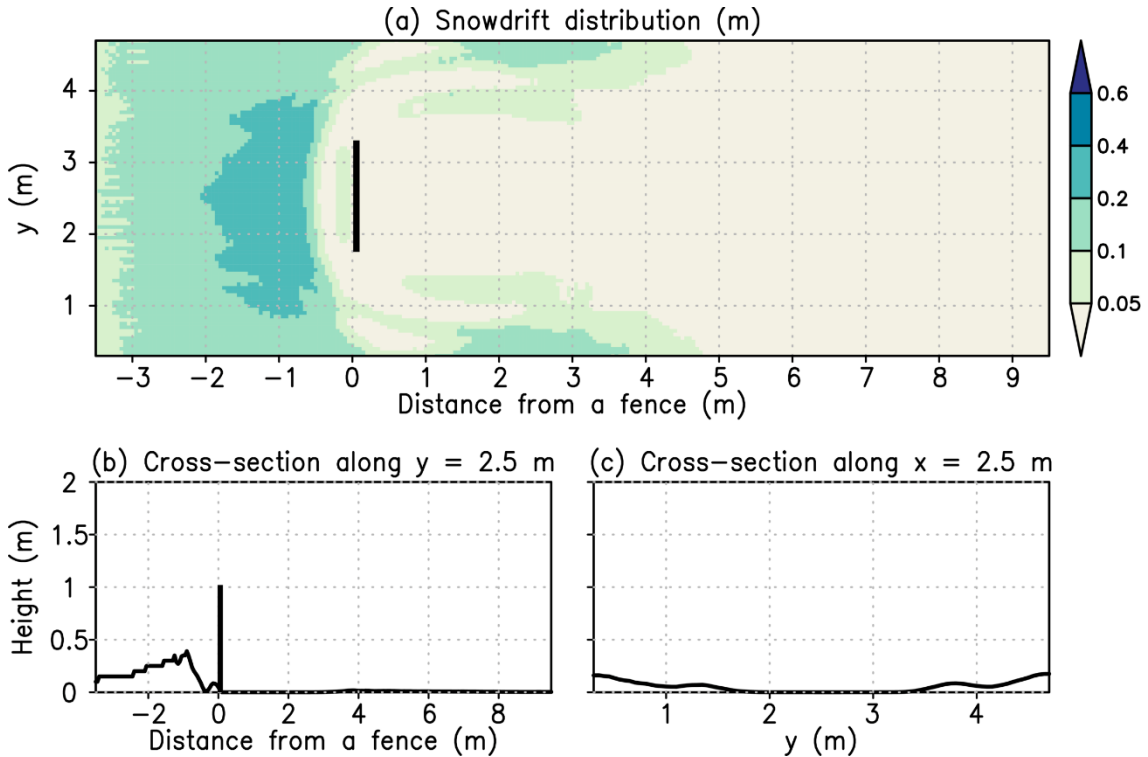 (a) Snowdrift distribution (m)
y (m)
4
3
2
1
−3 −2 −1 0 1 2 3 4 5 6 7 8 9
Distance from a fence (m)
0.6
0.4
0.2
0.1
0.05
(b) Cross−section along y = 2.5 m
Height (m)
2
1.5
1
0.5
0
−2 0 2 4 6 8
Distance from a fence (m)
(c) Cross−section along x = 2.5 m
1 2 3 4
y (m)